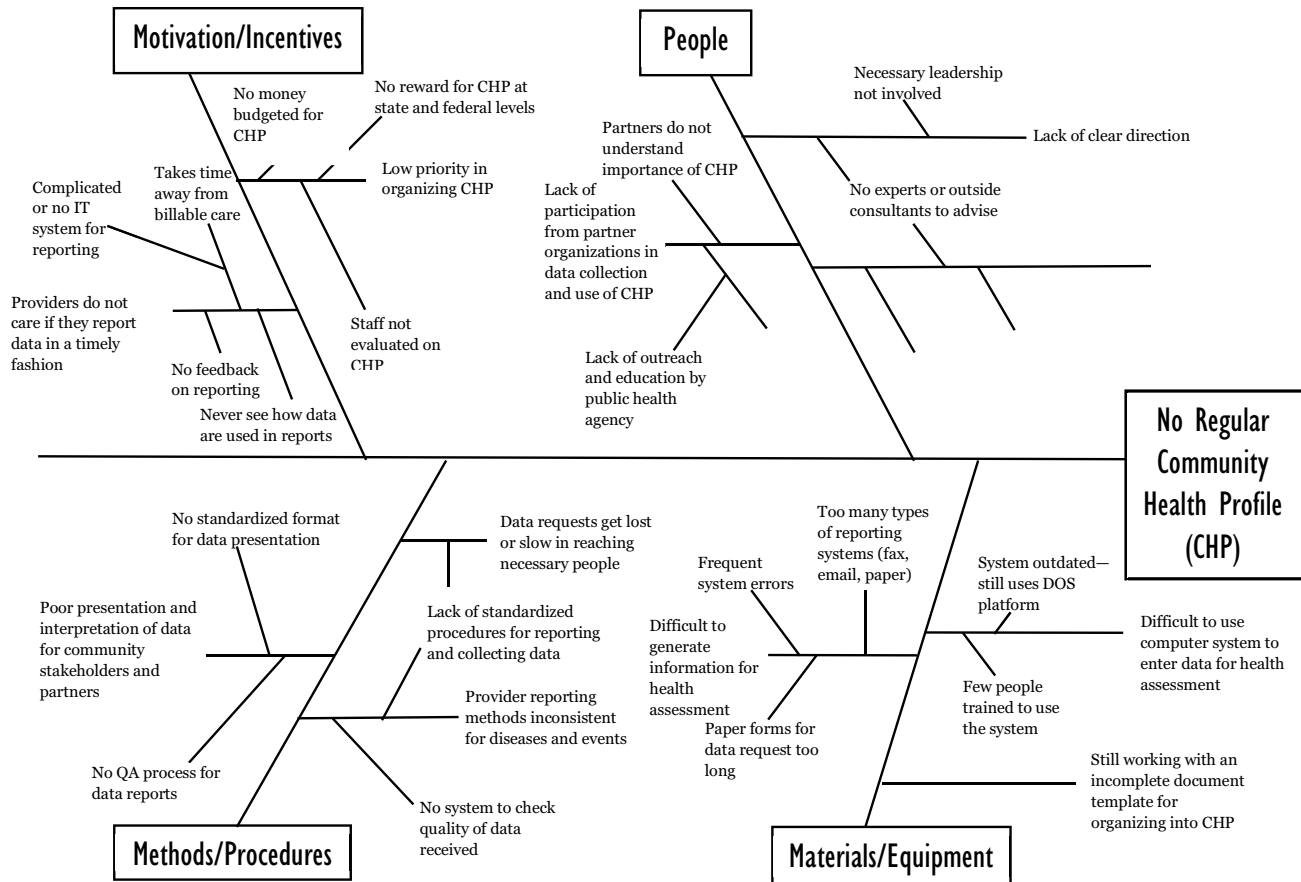 Motivation/Incentives
No money
budgeted for
CHP
No reward for CHP at
state and federal levels
Low priority in
organizing CHP
Takes time
away from
billable care
Complicated
or no IT
system for
reporting
Providers do not
care if they report
data in a timely
fashion
No feedback
on reporting
Never see how data
are used in reports
Staff not
evaluated on
CHP
People
Necessary leadership
not involved
Lack of clear direction
Partners do not
understand
importance of CHP
No experts or outside
consultants to advise
Lack of
participation
from partner
organizations in
data collection
and use of CHP
Lack of outreach
and education by
public health
agency
No Regular
Community
Health Profile
(CHP)
No standardized format
for data presentation
Data requests get lost
or slow in reaching
necessary people
Poor presentation and
interpretation of data
for community
stakeholders and
partners
Lack of standardized
procedures for reporting
and collecting data
Provider reporting
methods inconsistent
for diseases and events
No QA process for
data reports
No system to check
quality of data
received
Methods/Procedures
Too many types
of reporting
systems (fax,
email, paper)
Frequent
system errors
System outdated—
still uses DOS
platform
Difficult to
generate
information for
health
assessment
Difficult to use
computer system to
enter data for health
assessment
Few people
trained to use
the system
Paper forms for
data request too
long
Still working with an
incomplete document
template for
organizing into CHP
Materials/Equipment